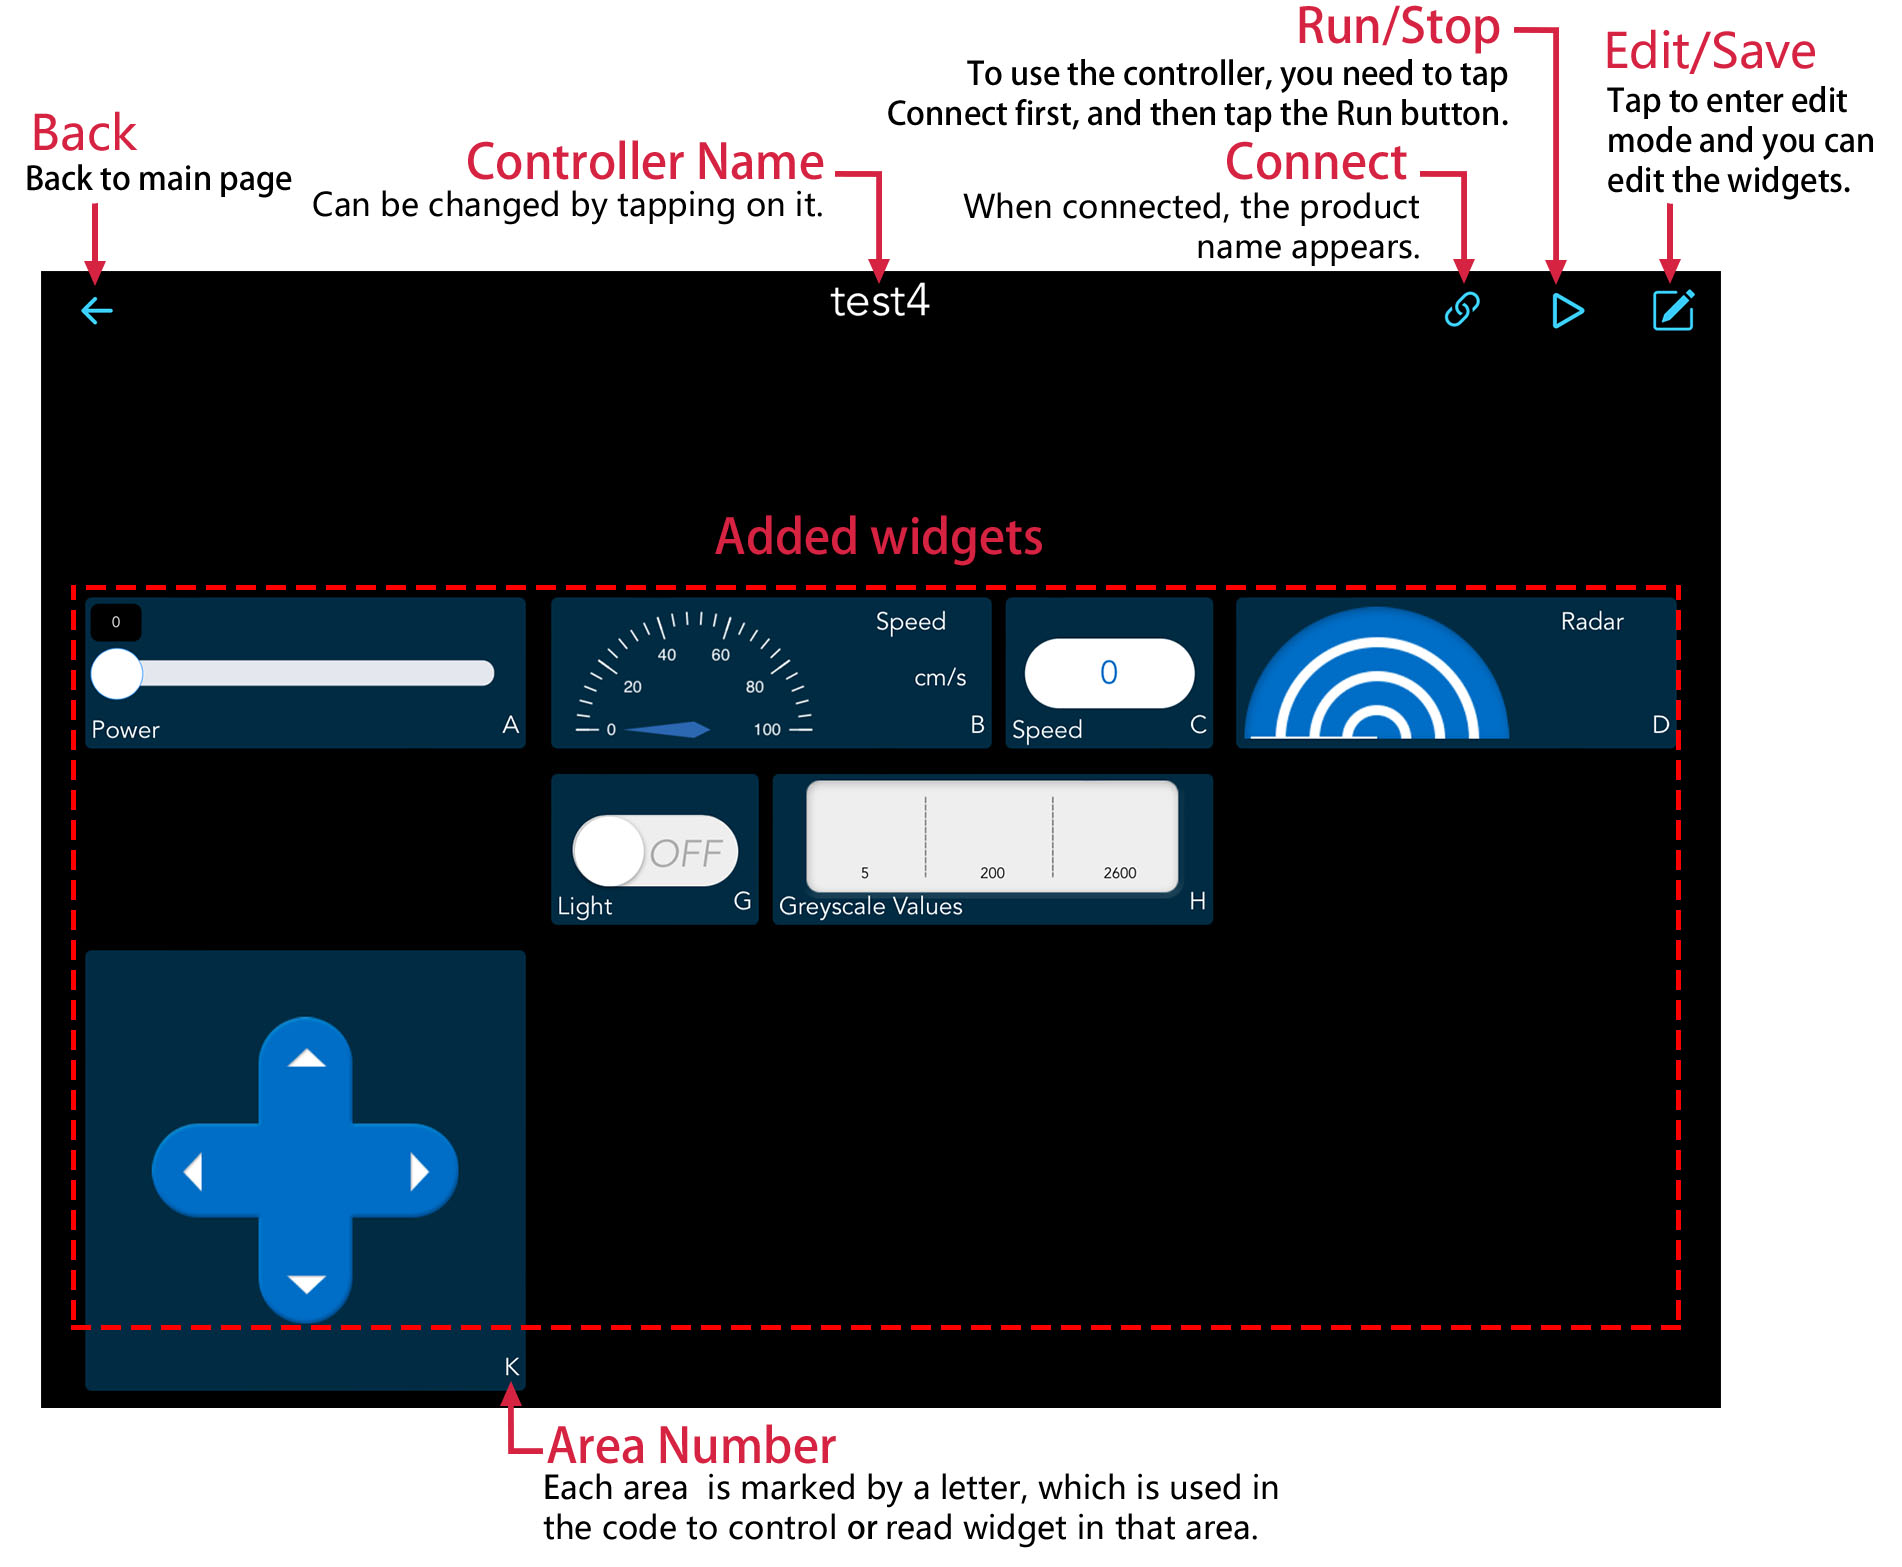 Run/Stop
To use the controller, you need to tap
Connect first, and then tap the Run button.
Edit/Save
Tap to enter edit
mode and you can
edit the widgets.
Back
Back to main page
Controller Name
Can be changed by tapping on it.
Connect
When connected, the product
name appears.
test4
Added widgets
0
Power
A
0
20
40
60
80
100
Speed
cm/s
B
0
Speed
C
Radar
D
OFF
Light
G
5
200
2600
Greyscale Values
H
K
Area Number
Each area  is marked by a letter, which is used in
the code to control or read widget in that area.